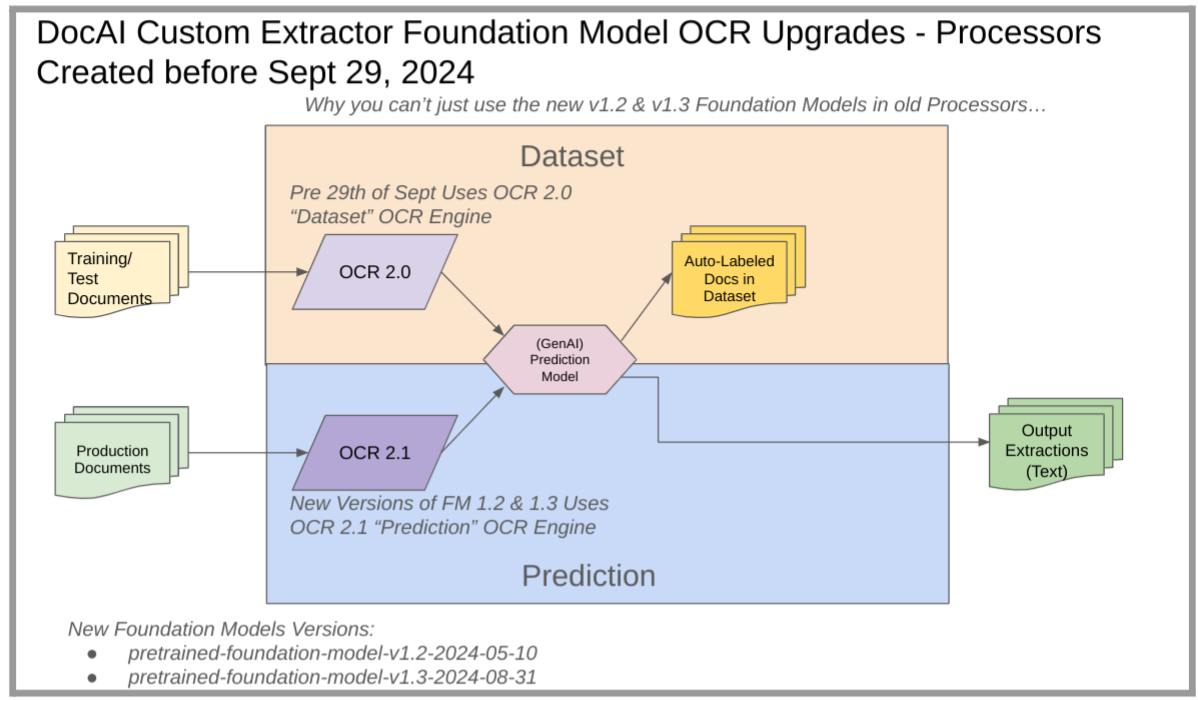 DocAI Custom Extractor Foundation Model OCR Upgrades - Processors
Created before Sept 29, 2024
Why you can’t just use the new v1.2 & v1.3 Foundation Models in old Processors…
Dataset
Pre 29th of Sept Uses OCR 2.0
“Dataset” OCR Engine
Training/
Test
Documents
OCR 2.0
Auto-Labeled
Docs in
Dataset
(GenAI)
Prediction
Model
Production
Documents
OCR 2.1
Output
Extractions
(Text)
New Versions of FM 1.2 & 1.3 Uses
OCR 2.1 “Prediction” OCR Engine
Prediction
New Foundation Models Versions:
● pretrained-foundation-model-v1.2-2024-05-10
● pretrained-foundation-model-v1.3-2024-08-31